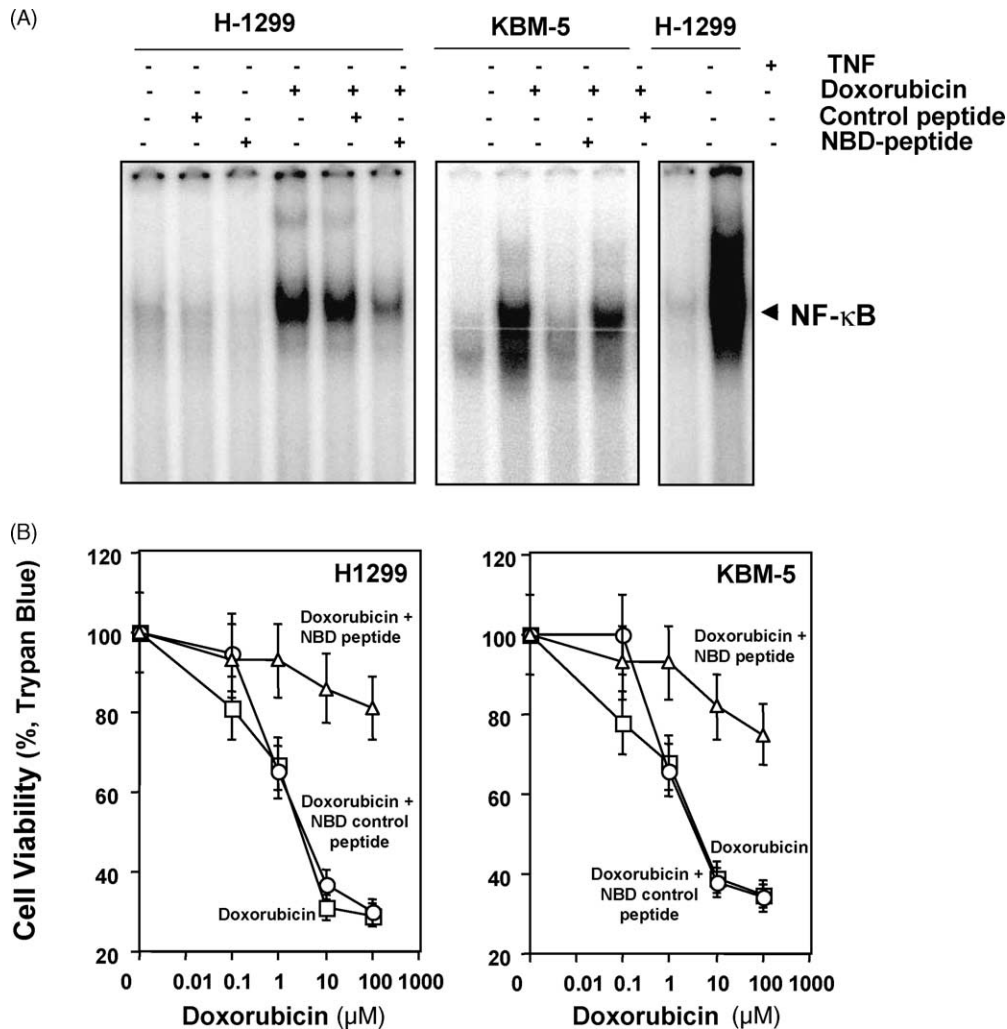 (A)
H-1299 KBM-5 H-1299
- - - - - - - - - - - + TNF
- - - + + + - + + + - - Doxorubicin
- + - - + - - - - + - - Control peptide
- - + - - + - - + - - - NBD-peptide
NF-κB
(B)
120
100
80
60
40
20
Cell Viability (%, Trypan Blue)
H1299
Doxorubicin +
NBD peptide
Doxorubicin +
NBD control
peptide
Doxorubicin
0 0.01 0.1 1 10 100 1000
Doxorubicin (µM)
120
100
80
60
40
20
KBM-5
Doxorubicin +
NBD peptide
Doxorubicin
Doxorubicin +
NBD control
peptide
0 0.01 0.1 1 10 100 1000
Doxorubicin (µM)